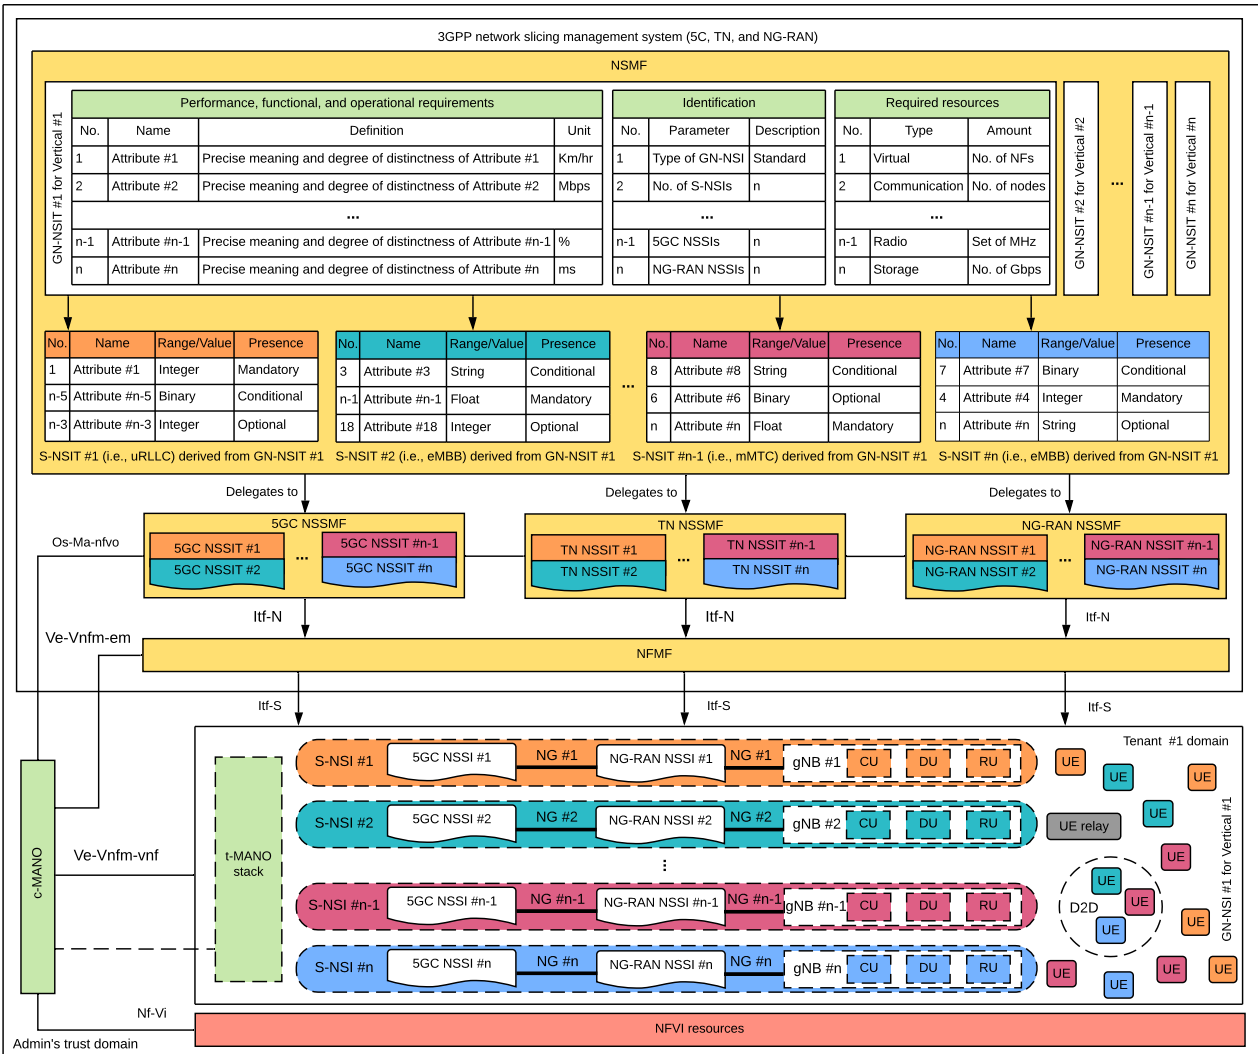 3GPP network slicing management system (5C, TN, and NG-RAN)
NSMF
GN-NSIT #1 for Vertical #1
Performance, functional, and operational requirements
No. Name Definition Unit
1 Attribute #1 Precise meaning and degree of distinctness of Attribute #1 Km/hr
2 Attribute #2 Precise meaning and degree of distinctness of Attribute #2 Mbps
...
n-1 Attribute #n-1 Precise meaning and degree of distinctness of Attribute #n-1 %
n Attribute #n Precise meaning and degree of distinctness of Attribute #n ms
Identification
No. Parameter Description
1 Type of GN-NSI Standard
2 No. of S-NSIs n
...
n-1 5GC NSSIs n
n NG-RAN NSSIs n
Required resources
No. Type Amount
1 Virtual No. of NFs
2 Communication No. of nodes
...
n-1 Radio Set of MHz
n Storage No. of Gbps
GN-NSIT #2 for Vertical #2
...
GN-NSIT #n-1 for Vertical #n-1
GN-NSIT #n for Vertical #n
No. Name Range/Value Presence
1 Attribute #1 Integer Mandatory
n-5 Attribute #n-5 Binary Conditional
n-3 Attribute #n-3 Integer Optional
S-NSIT #1 (i.e., uRLLC) derived from GN-NSIT #1
No. Name Range/Value Presence
3 Attribute #3 String Conditional
n-1 Attribute #n-1 Float Mandatory
18 Attribute #18 Integer Optional
S-NSIT #2 (i.e., eMBB) derived from GN-NSIT #1
...
No. Name Range/Value Presence
8 Attribute #8 String Conditional
6 Attribute #6 Binary Optional
n Attribute #n Float Mandatory
S-NSIT #n-1 (i.e., mMTC) derived from GN-NSIT #1
No. Name Range/Value Presence
7 Attribute #7 Binary Conditional
4 Attribute #4 Integer Mandatory
n Attribute #n String Optional
S-NSIT #n (i.e., eMBB) derived from GN-NSIT #1
Delegates to
Delegates to
Delegates to
5GC NSSMF
5GC NSSIT #1
5GC NSSIT #2
...
5GC NSSIT #n-1
5GC NSSIT #n
TN NSSMF
TN NSSIT #1
TN NSSIT #2
...
TN NSSIT #n-1
TN NSSIT #n
NG-RAN NSSMF
NG-RAN NSSIT #1
NG-RAN NSSIT #2
...
NG-RAN NSSIT #n-1
NG-RAN NSSIT #n
Os-Ma-nfvo
Itf-N
Itf-N
Itf-N
Ve-Vnfm-em
NFMF
Itf-S
Itf-S
Itf-S
Tenant #1 domain
GN-NSI #1 for Vertical #1
c-MANO
Ve-Vnfm-vnf
t-MANO
stack
S-NSI #1 5GC NSSI #1 NG #1 NG-RAN NSSI #1 NG #1 gNB #1 CU DU RU
S-NSI #2 5GC NSSI #2 NG #2 NG-RAN NSSI #2 NG #2 gNB #2 CU DU RU
...
S-NSI #n-1 5GC NSSI #n-1 NG #n-1 NG-RAN NSSI #n-1 NG #n-1 gNB #n-1 CU DU RU
S-NSI #n 5GC NSSI #n NG #n NG-RAN NSSI #n NG #n gNB #n CU DU RU
UE
UE
UE
UE
UE relay
UE
UE
D2D
UE
UE
UE
UE
UE
UE
UE
Nf-Vi
NFVI resources
Admin's trust domain